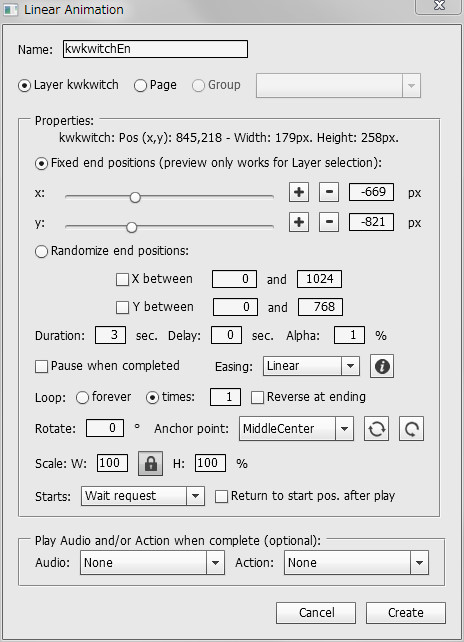 Linear Animation
Name: kwkwitchEn
Layer kwkwitch Page Group
Properties:
kwkwitch: Pos (x,y): 845,218 - Width: 179px. Height: 258px.
Fixed end positions (preview only works for Layer selection):
x: + - -669 px
y: + - -821 px
Randomize end positions:
X between 0 and 1024
Y between 0 and 768
Duration: 3 sec. Delay: 0 sec. Alpha: 1 %
Pause when completed Easing: Linear i
Loop: forever times: 1 Reverse at ending
Rotate: 0 ° Anchor point: MiddleCenter
Scale: W: 100 H: 100 %
Starts: Wait request Return to start pos. after play
Play Audio and/or Action when complete (optional):
Audio: None Action: None
Cancel Create